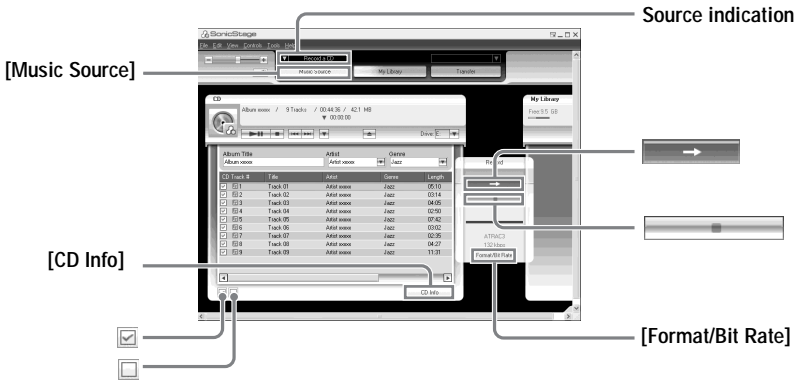 Source indication
SonicStage
File Edit View Controls Tools Help
Record a CD
[Music Source]
Music Source My Library Transfer
CD
My Library
Album xxxxx / 9 Tracks / 00:44:36 / 42.1 MB
Free 9.5 GB
00:00:00
Drive: E
Album Title Artist Genre
Album xxxxx Artist xxxxx Jazz
Record
CD Track # Title Artist Genre Length
1 Track 01 Artist xxxxx Jazz 05:10
2 Track 02 Artist xxxxx Jazz 03:14
3 Track 03 Artist xxxxx Jazz 04:05
4 Track 04 Artist xxxxx Jazz 02:50
5 Track 05 Artist xxxxx Jazz 07:42
6 Track 06 Artist xxxxx Jazz 03:02
7 Track 07 Artist xxxxx Jazz 02:35
8 Track 08 Artist xxxxx Jazz 04:27
9 Track 09 Artist xxxxx Jazz 11:31
ATRAC3
132 kbps
Format/Bit Rate
[CD Info]
CD Info
[Format/Bit Rate]